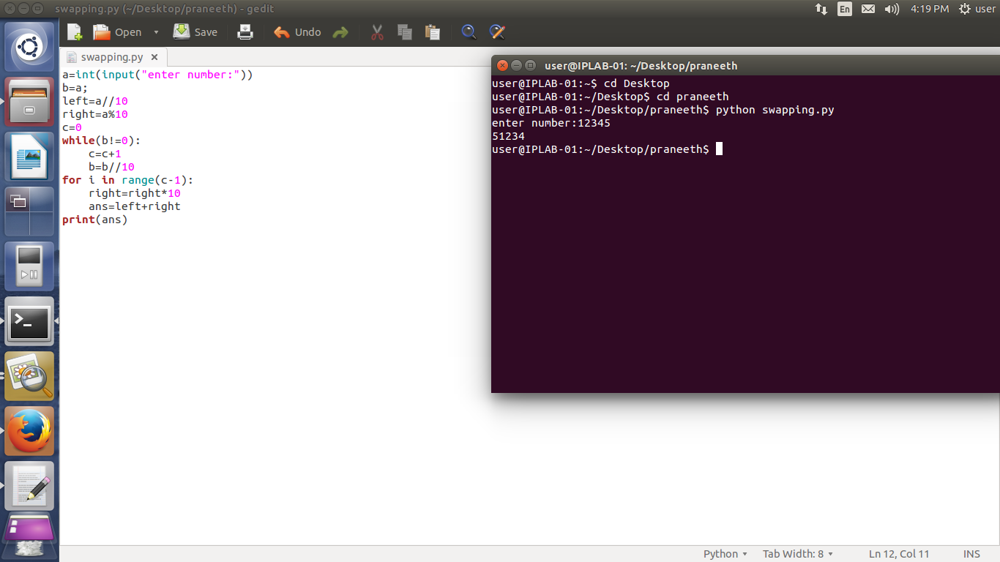 swapping.py (~/Desktop/praneeth) - gedit
En
4:19 PM
user
Open
Save
Undo
swapping.py
a=int(input("enter number:"))
b=a;
left=a//10
right=a%10
c=0
while(b!=0):
    c=c+1
    b=b//10
for i in range(c-1):
    right=right*10
    ans=left+right
print(ans)
user@IPLAB-01: ~/Desktop/praneeth
user@IPLAB-01:~$ cd Desktop
user@IPLAB-01:~/Desktop$ cd praneeth
user@IPLAB-01:~/Desktop/praneeth$ python swapping.py
enter number:12345
51234
user@IPLAB-01:~/Desktop/praneeth$
Python
Tab Width: 8
Ln 12, Col 11
INS